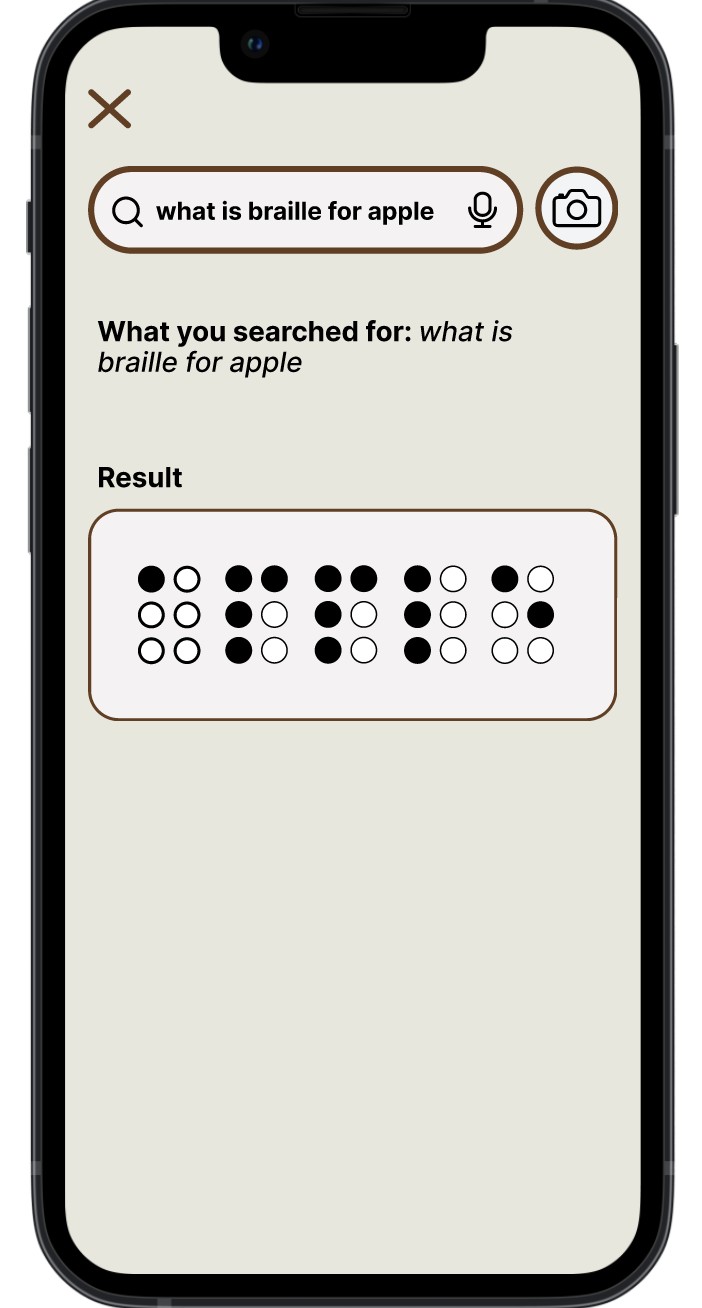 what is braille for apple
What you searched for: what is
braille for apple
Result
⠁⠏⠏⠇⠑